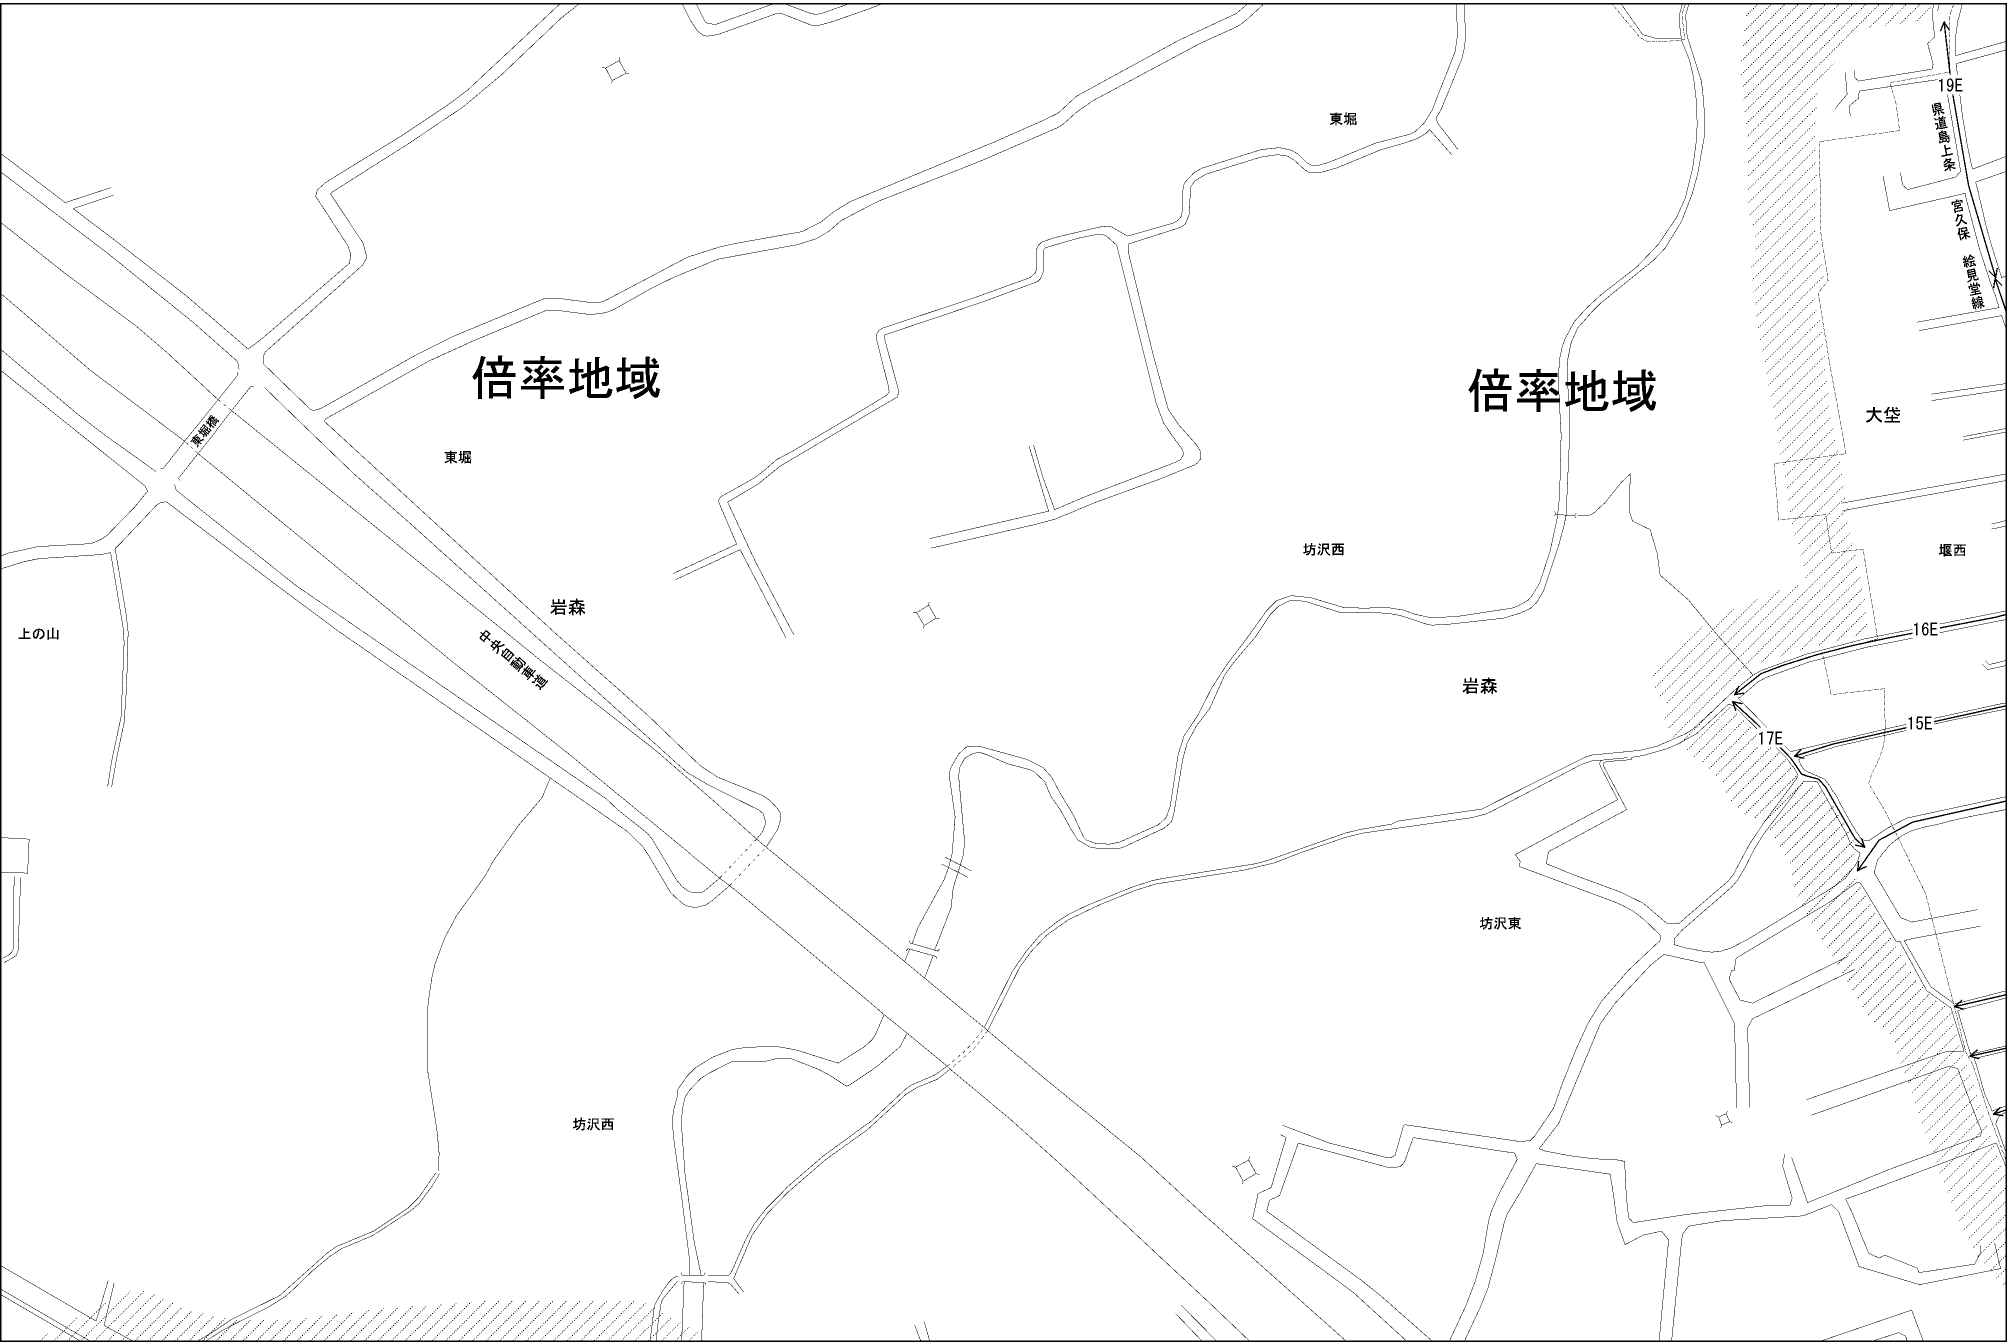 19E
東堀
県道島上条
宮久保
絵見堂線
倍率地域
倍率地域
大垈
東堀橋
東堀
坊沢西
堰西
岩森
上の山
16E
中央自動車道
岩森
15E
17E
坊沢東
坊沢西